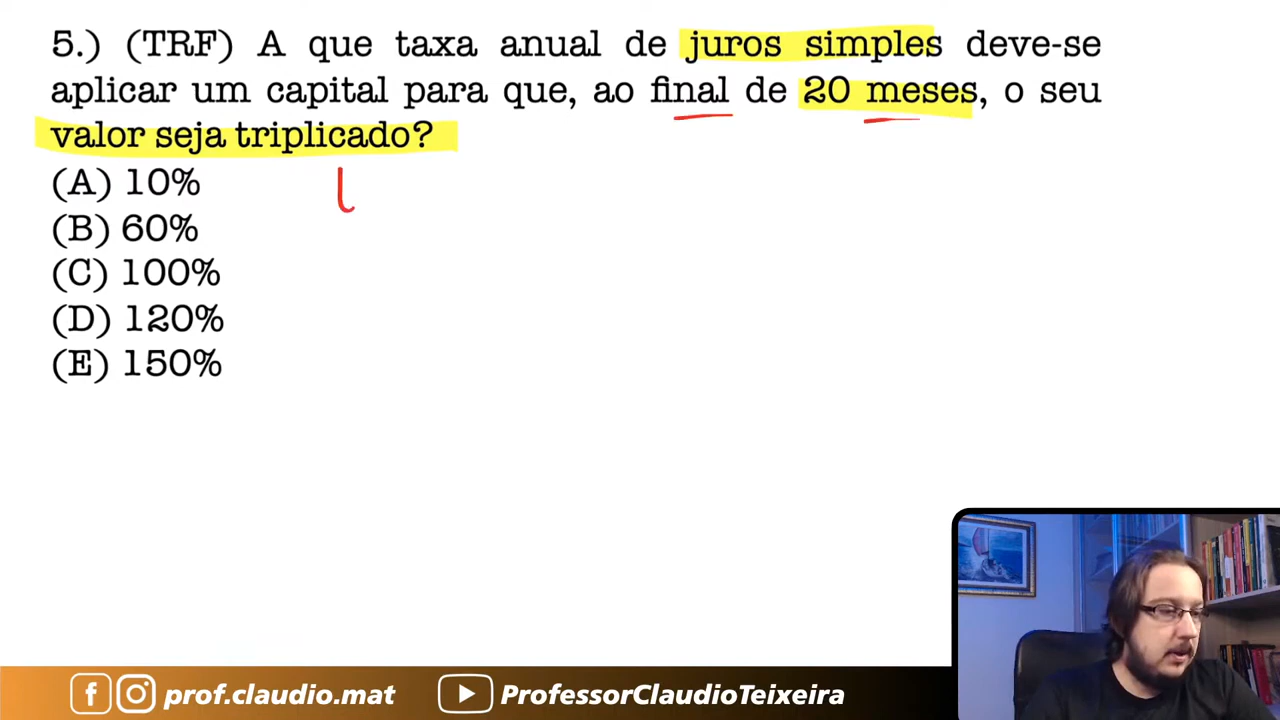 5.) (TRF) A que taxa anual de juros simples deve-se
aplicar um capital para que, ao final de 20 meses, o seu
valor seja triplicado?
(A) 10%
(B) 60%
(C) 100%
(D) 120%
(E) 150%
prof.claudio.mat ProfessorClaudioTeixeira